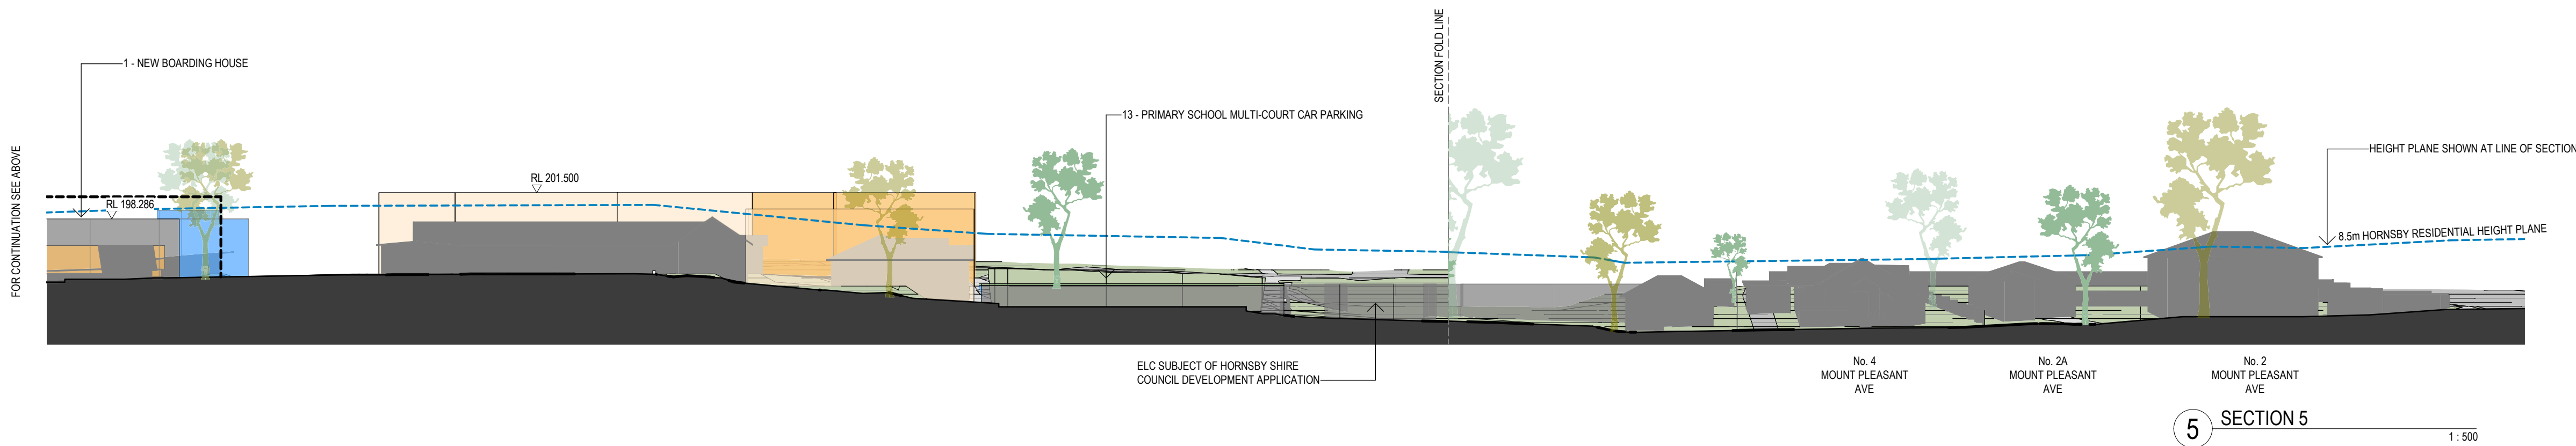 FOR CONTINUATION SEE ABOVE
1 - NEW BOARDING HOUSE
RL 198.286
RL 201.500
13 - PRIMARY SCHOOL MULTI-COURT CAR PARKING
SECTION FOLD LINE
HEIGHT PLANE SHOWN AT LINE OF SECTION
8.5m HORNSBY RESIDENTIAL HEIGHT PLANE
ELC SUBJECT OF HORNSBY SHIRE
COUNCIL DEVELOPMENT APPLICATION
No. 4
MOUNT PLEASANT
AVE
No. 2A
MOUNT PLEASANT
AVE
No. 2
MOUNT PLEASANT
AVE
5 SECTION 5
1 : 500